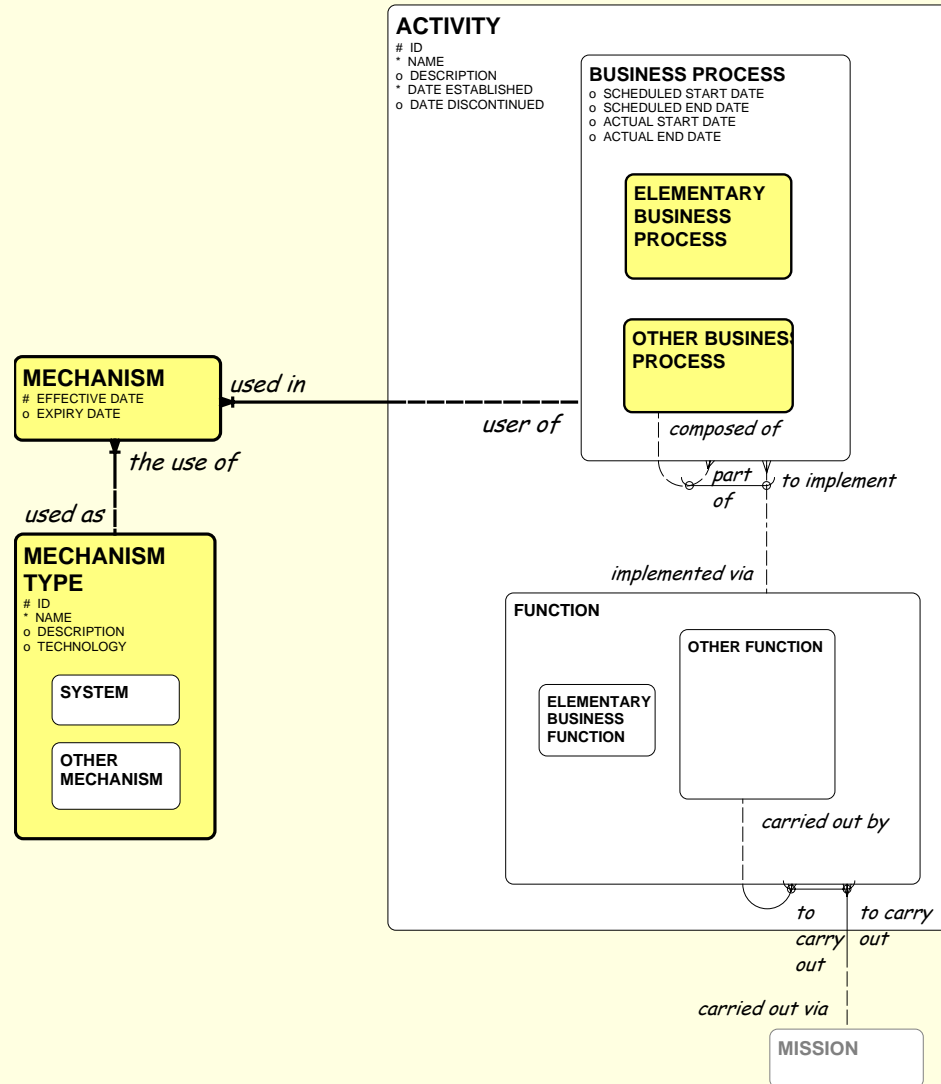 ACTIVITY
# ID
* NAME
o DESCRIPTION
* DATE ESTABLISHED
o DATE DISCONTINUED
BUSINESS PROCESS
o SCHEDULED START DATE
o SCHEDULED END DATE
o ACTUAL START DATE
o ACTUAL END DATE
ELEMENTARY
BUSINESS
PROCESS
OTHER BUSINESS
PROCESS
composed of
part
of
to implement
MECHANISM
# EFFECTIVE DATE
o EXPIRY DATE
used in
user of
the use of
used as
MECHANISM
TYPE
# ID
* NAME
o DESCRIPTION
o TECHNOLOGY
SYSTEM
OTHER
MECHANISM
implemented via
FUNCTION
OTHER FUNCTION
ELEMENTARY
BUSINESS
FUNCTION
carried out by
to
carry
out
to carry
out
carried out via
MISSION